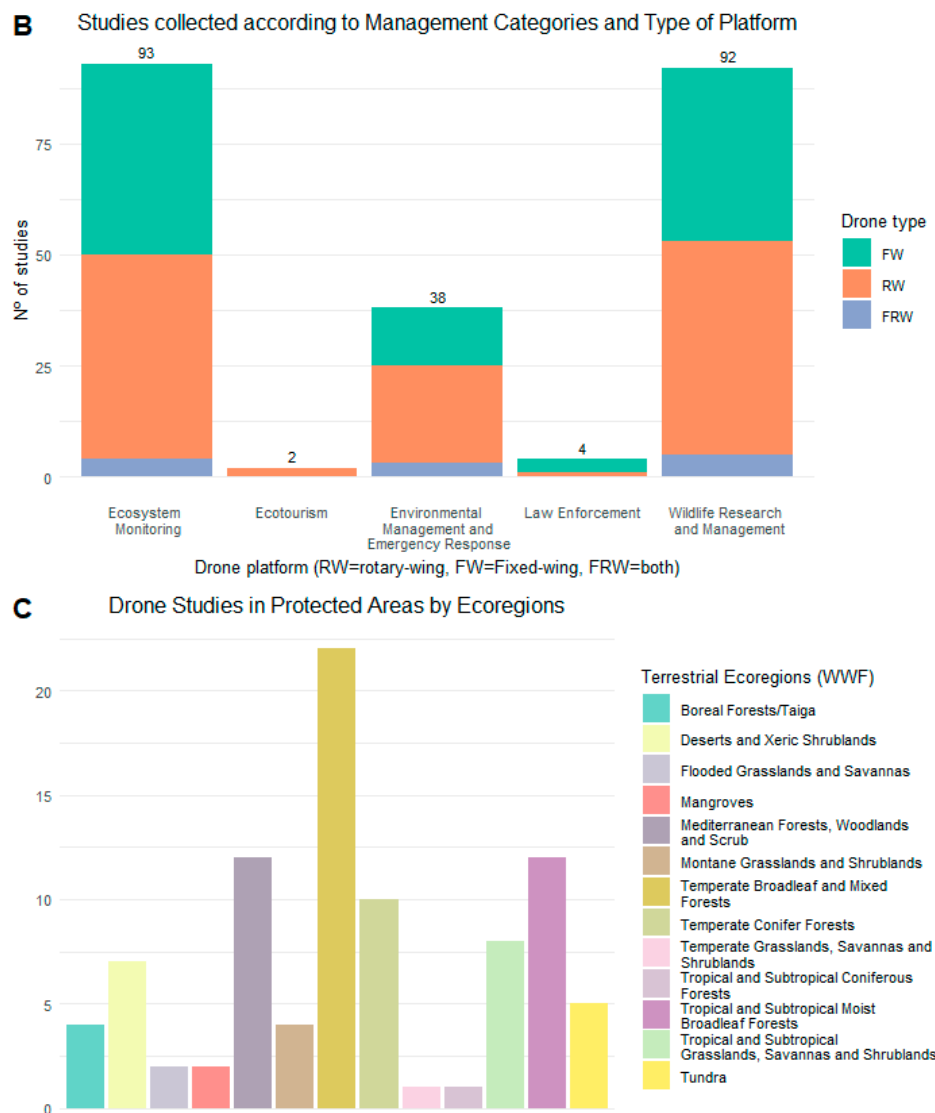 B
Studies collected according to Management Categories and Type of Platform
93
92
75
50
38
25
2
4
0
Nº of studies
Ecosystem
Monitoring
Ecotourism
Environmental
Management and
Emergency Response
Law Enforcement
Wildlife Research
and Management
Drone platform (RW=rotary-wing, FW=Fixed-wing, FRW=both)
Drone type
FW
RW
FRW
C
Drone Studies in Protected Areas by Ecoregions
20
15
10
5
0
Terrestrial Ecoregions (WWF)
Boreal Forests/Taiga
Deserts and Xeric Shrublands
Flooded Grasslands and Savannas
Mangroves
Mediterranean Forests, Woodlands
and Scrub
Montane Grasslands and Shrublands
Temperate Broadleaf and Mixed
Forests
Temperate Conifer Forests
Temperate Grasslands, Savannas and
Shrublands
Tropical and Subtropical Coniferous
Forests
Tropical and Subtropical Moist
Broadleaf Forests
Tropical and Subtropical
Grasslands, Savannas and Shrublands
Tundra